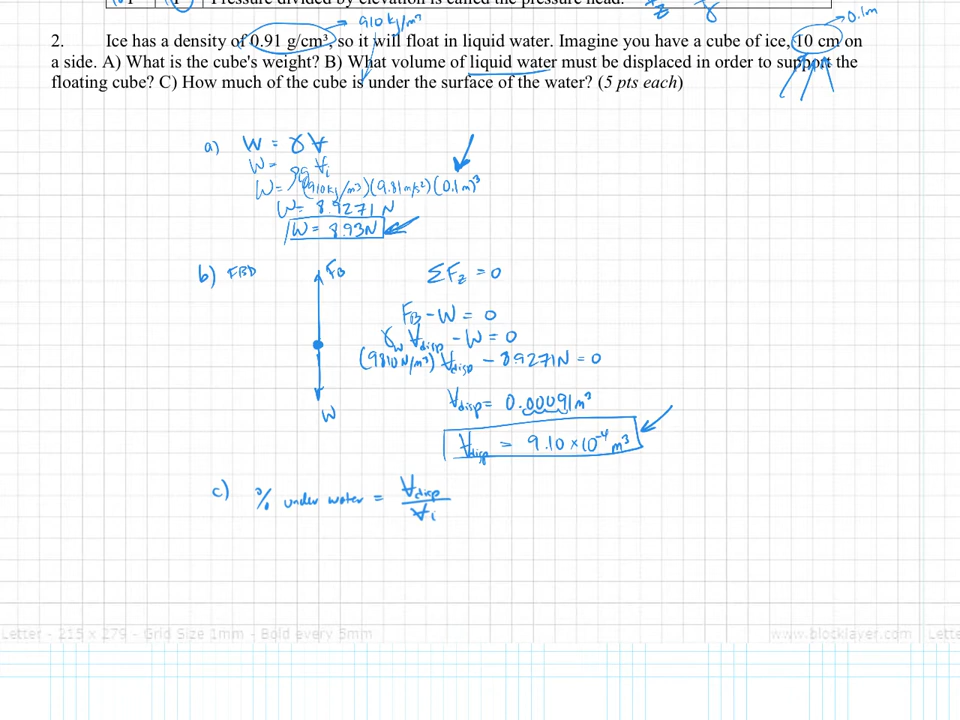 Pressure divided by elevation is called the pressure head.
910 kg/m³
0.1m
2. Ice has a density of 0.91 g/cm³, so it will float in liquid water. Imagine you have a cube of ice, 10 cm on
a side. A) What is the cube's weight? B) What volume of liquid water must be displaced in order to support the
floating cube? C) How much of the cube is under the surface of the water? (5 pts each)
a) W = γV
W = ρg Vi
W = (910 kg/m³)(9.81 m/s²)(0.1 m)³
W = 8.9271 N
W = 8.93 N
b) FBD FB ΣFz = 0
FB - W = 0
γw Vdisp - W = 0
(9810 N/m³) Vdisp - 8.9271 N = 0
W
Vdisp = 0.00091 m³
Vdisp = 9.10 × 10⁻⁴ m³
c) % under water = Vdisp / Vi
Letter - 215 x 279 - Grid Size 1mm - Bold every 5mm www.blocklayer.com Lette